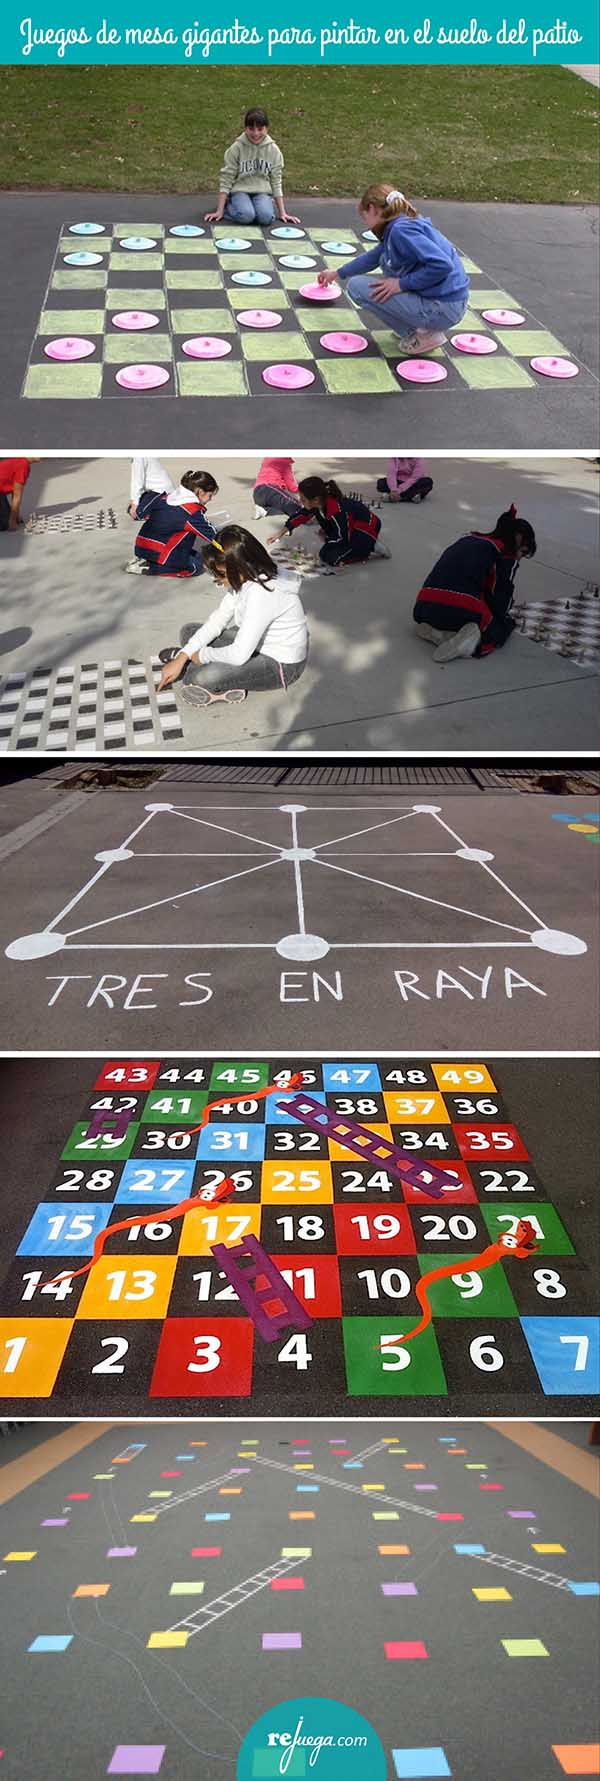 Juegos de mesa gigantes para pintar en el suelo del patio
UCONN
TRES EN RAYA
43 44 45 46 47 48 49
42 41 40 38 37 36
29 30 31 32 34 35
28 27 26 25 24 23 22
15 16 17 18 19 20 21
14 13 12 11 10 9 8
1 2 3 4 5 6 7
rejuega.com